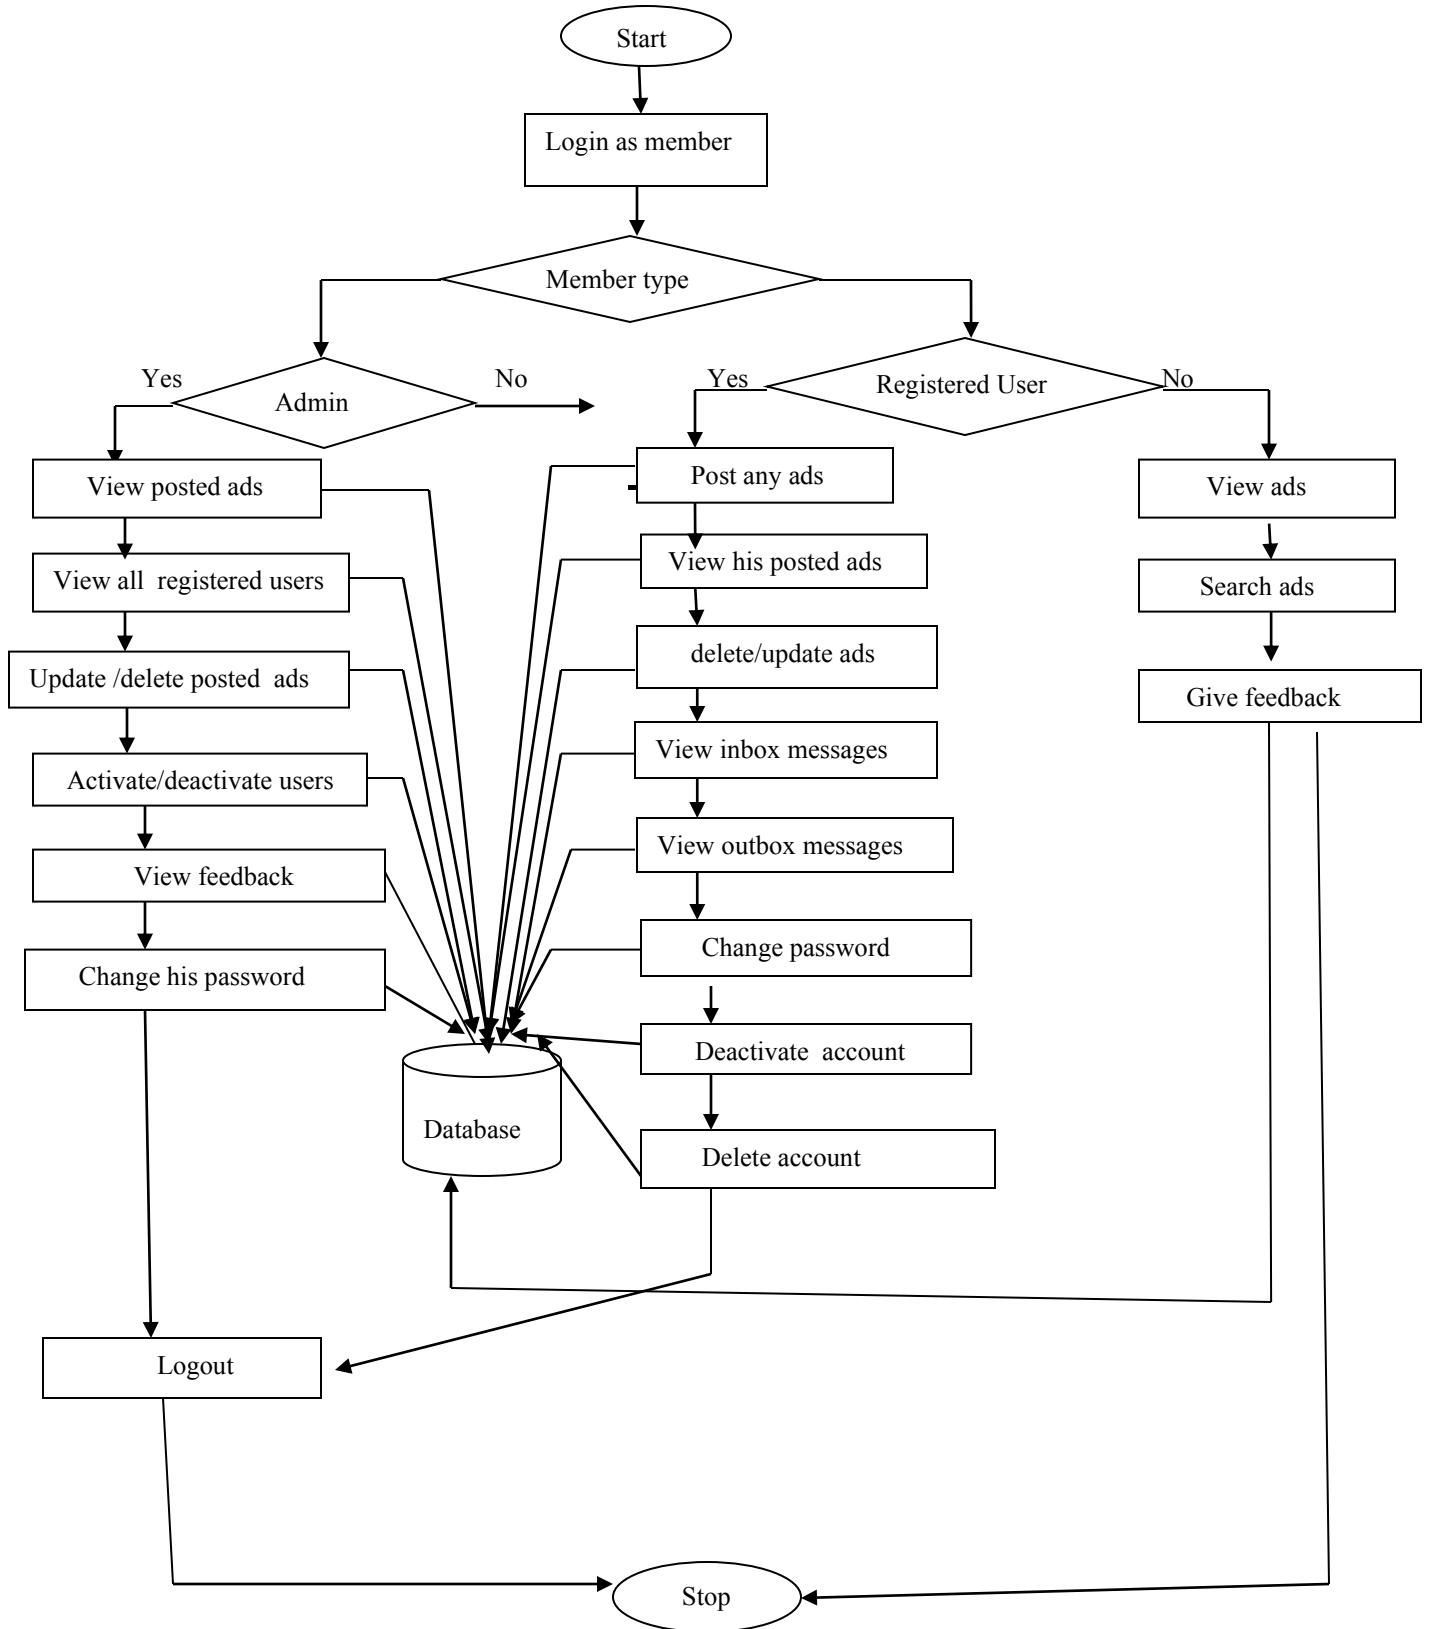 Start
Login as member
Member type
Yes
Admin
No
Yes
Registered User
No
View posted ads
View all  registered users
Update /delete posted  ads
Activate/deactivate users
View feedback
Change his password
Post any ads
View his posted ads
delete/update ads
View inbox messages
View outbox messages
Change password
Deactivate  account
Delete account
View ads
Search ads
Give feedback
Database
Logout
Stop